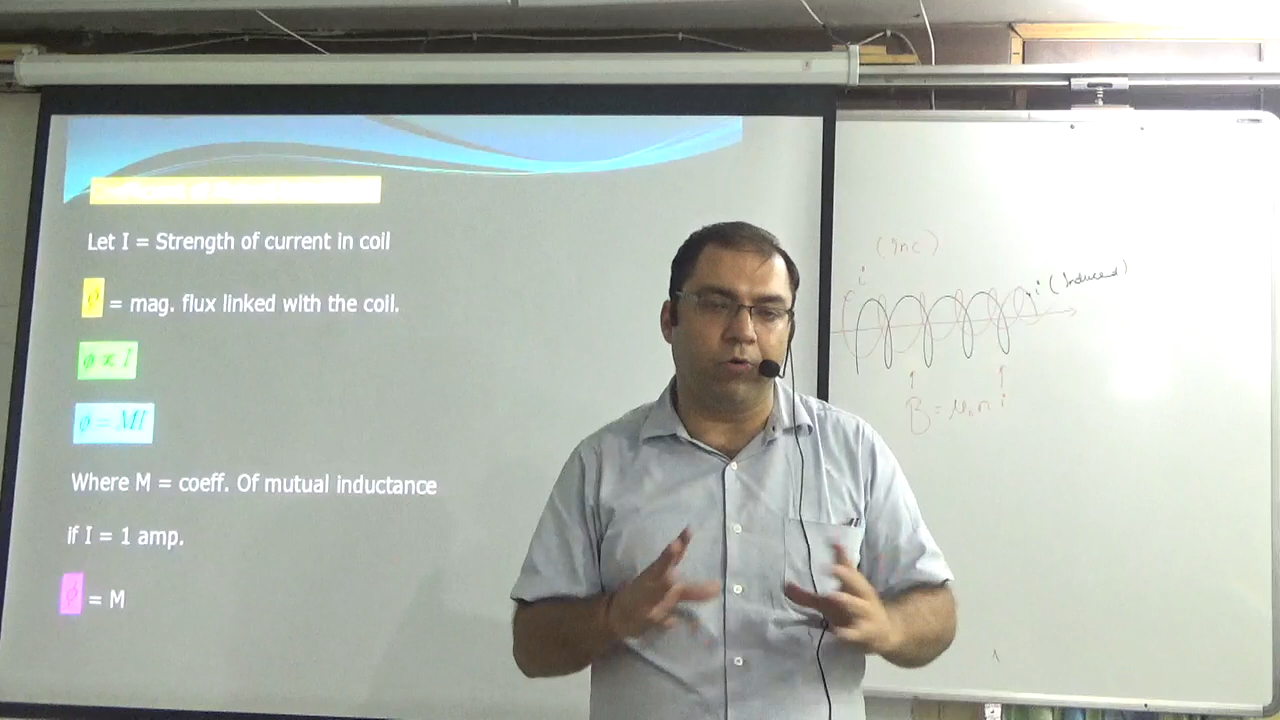 Let I = Strength of current in coil
ϕ = mag. flux linked with the coil.
ϕ ∝ I
ϕ = MI
Where M = coeff. Of mutual inductance
if I = 1 amp.
ϕ = M
(Inc)
i
i (Induced)
B = μ₀ n i